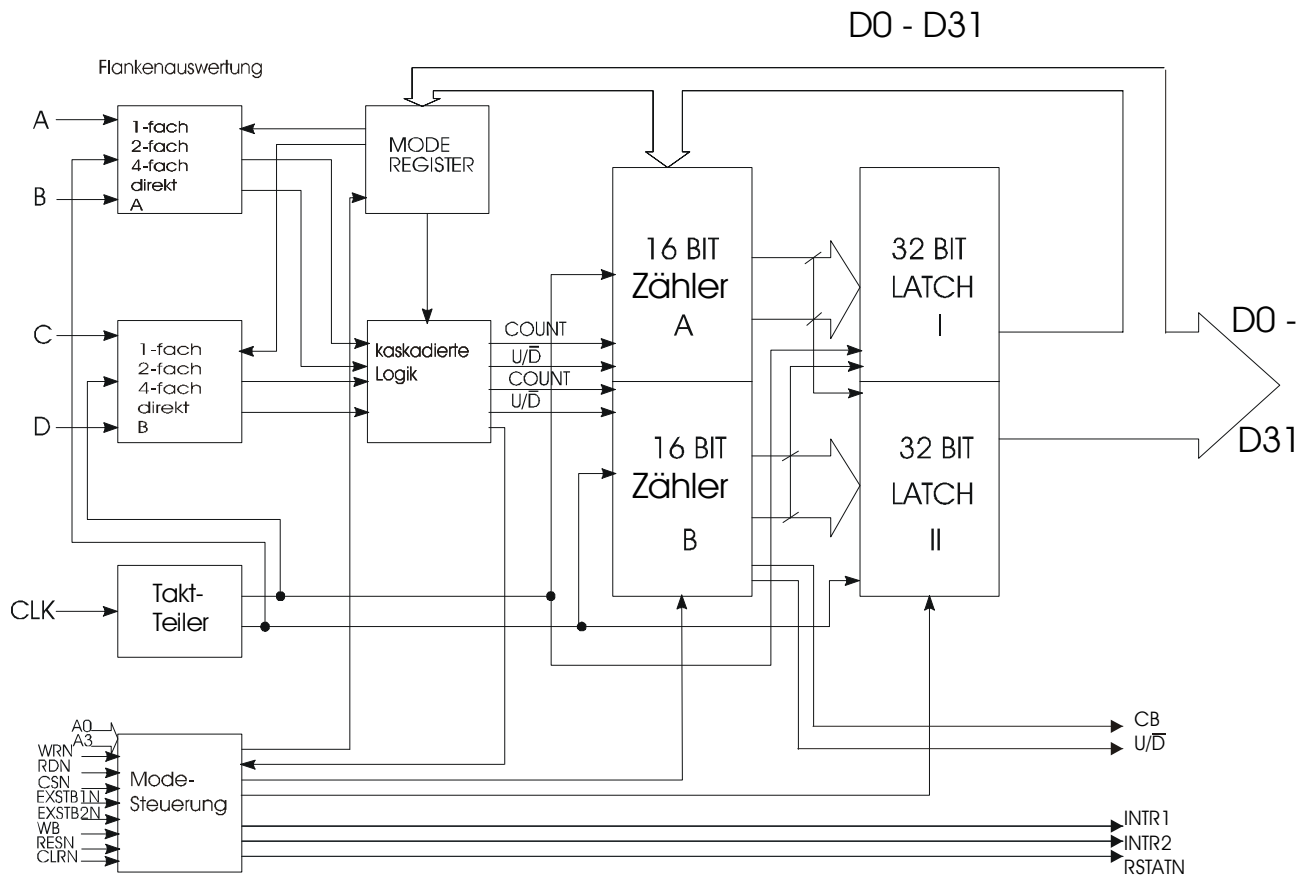 D0 - D31
Flankenauswertung
A
B
1-fach
2-fach
4-fach
direkt
A
MODE
REGISTER
C
D
1-fach
2-fach
4-fach
direkt
B
kaskadierte
Logik
COUNT
U/D̅
COUNT
U/D̅
16 BIT
Zähler
A
16 BIT
Zähler
B
32 BIT
LATCH
I
32 BIT
LATCH
II
D0 -
D31
CLK
Takt-
Teiler
A0
A3
WRN
RDN
CSN
EXSTB1N
EXSTB2N
WB
RESN
CLRN
Mode-
Steuerung
CB
U/D̅
INTR1
INTR2
RSTATN